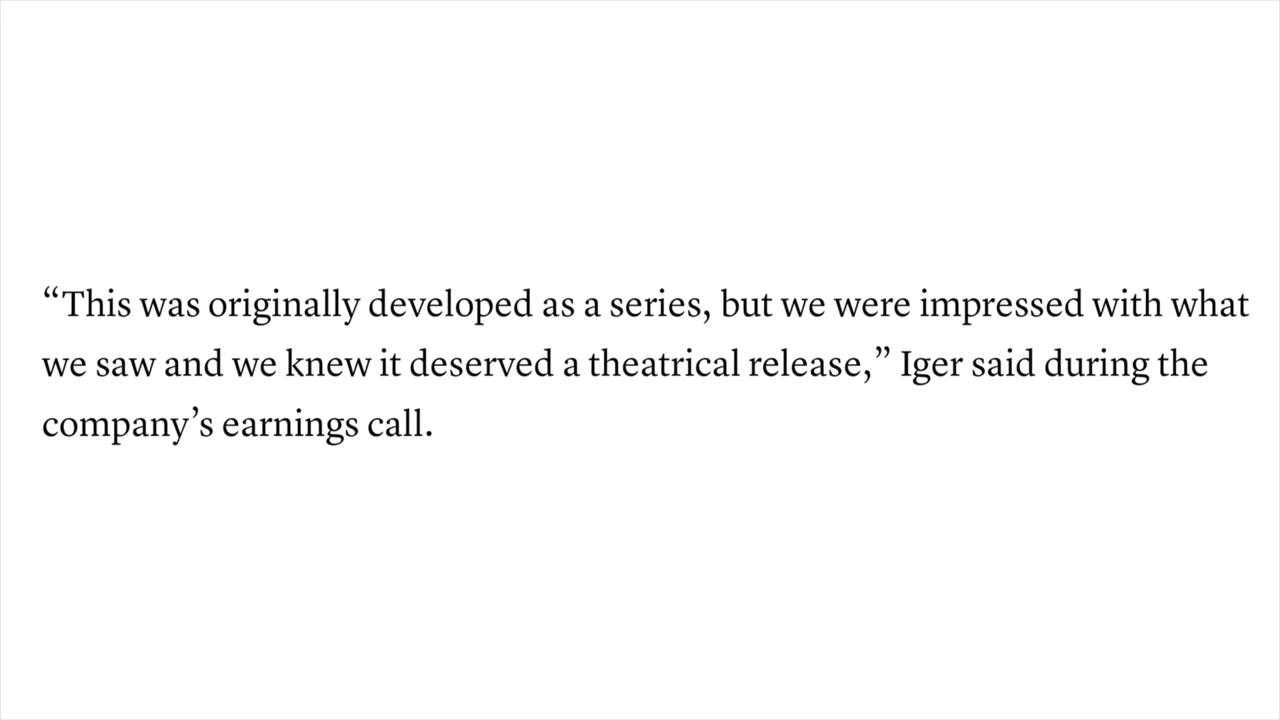 “This was originally developed as a series, but we were impressed with what
we saw and we knew it deserved a theatrical release,” Iger said during the
company’s earnings call.